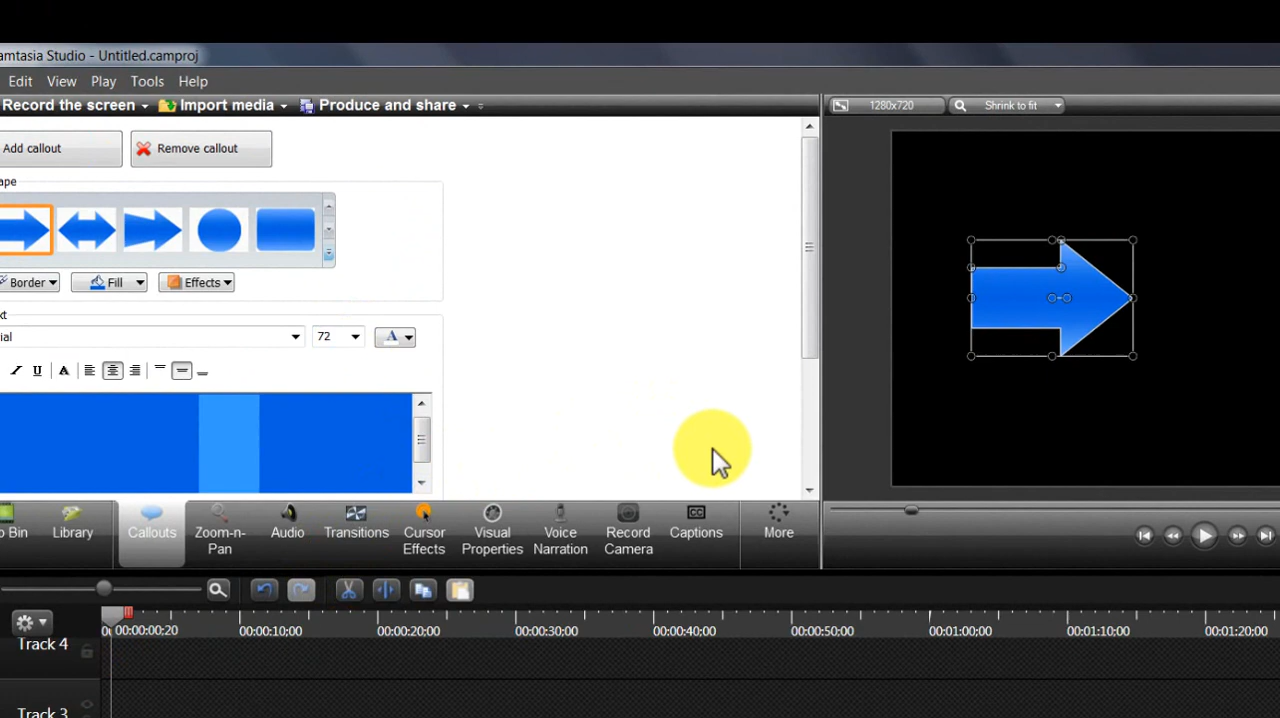 amtasia Studio - Untitled.camproj
Edit View Play Tools Help
Record the screen Import media Produce and share
1280x720 Shrink to fit
Add callout Remove callout
ape
Border Fill Effects
xt
ial 72 A
I U A
o Bin Library Callouts Zoom-n-Pan Audio Transitions Cursor Effects Visual Properties Voice Narration Record Camera CC Captions More
00:00:00;20 00:00:10;00 00:00:20;00 00:00:30;00 00:00:40;00 00:00:50;00 00:01:00;00 00:01:10;00 00:01:20;00
Track 4
Track 3